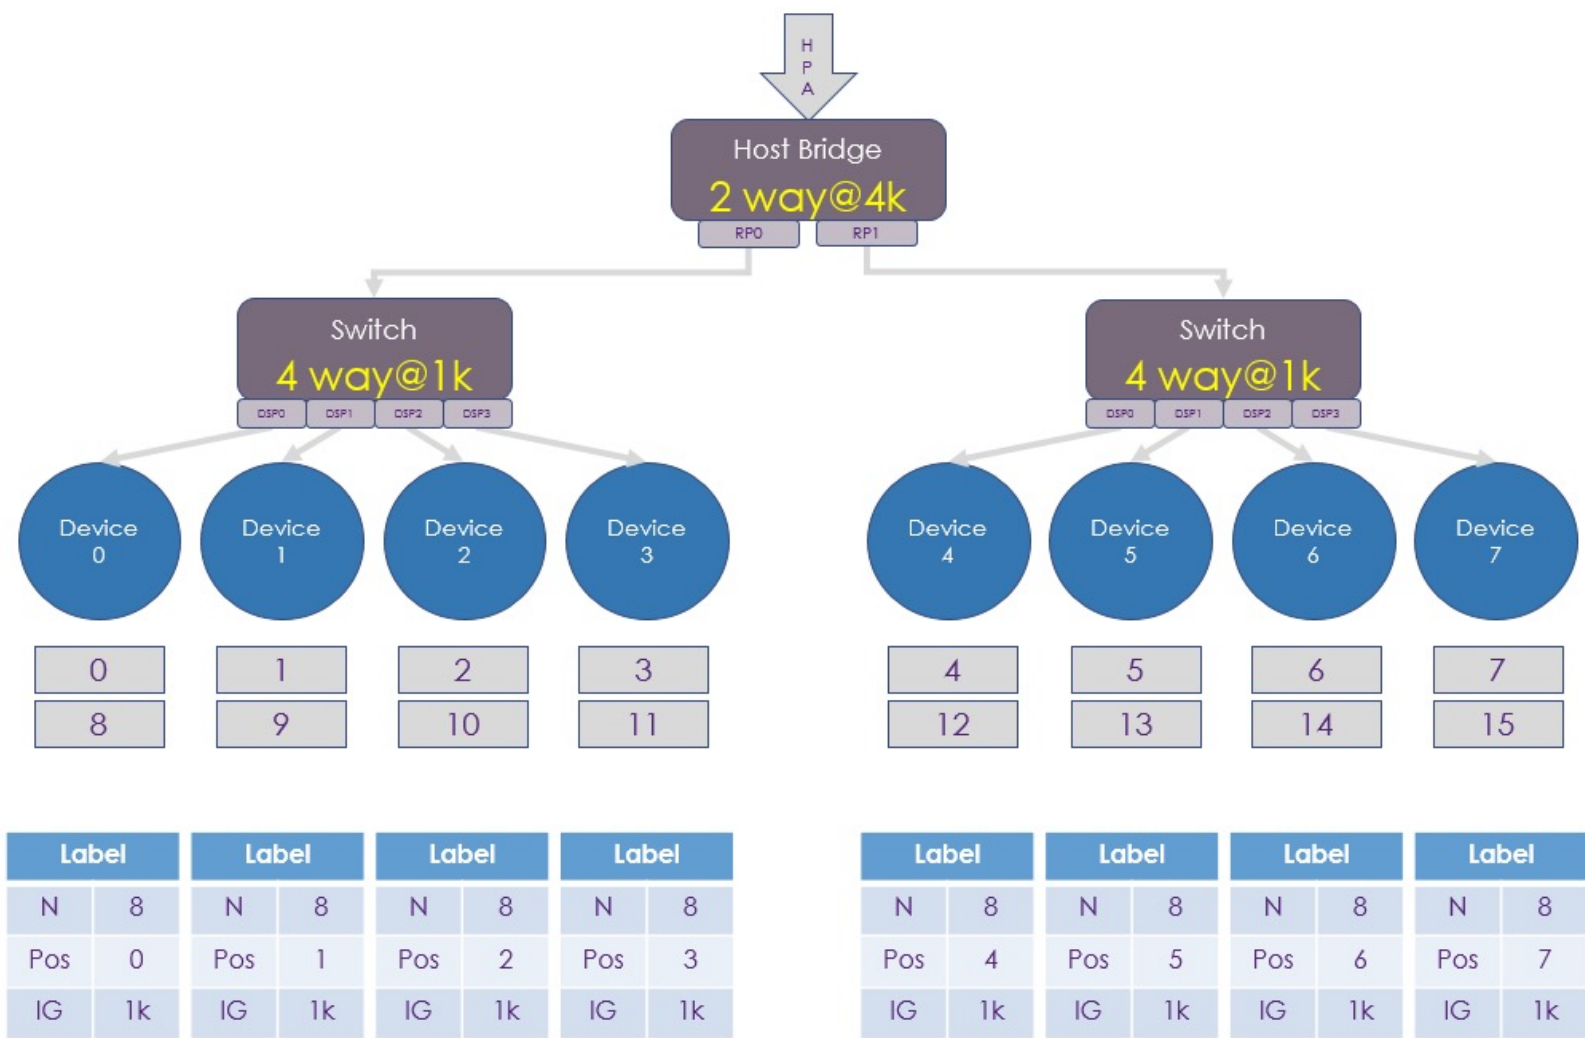 H
P
A
Host Bridge
2 way@4k
RP0 RP1
Switch Switch
4 way@1k 4 way@1k
DSP0 DSP1 DSP2 DSP3 DSP0 DSP1 DSP2 DSP3
Device Device Device Device Device Device Device Device
0 1 2 3 4 5 6 7
0 1 2 3 4 5 6 7
8 9 10 11 12 13 14 15
Label Label Label Label Label Label Label Label
N 8 N 8 N 8 N 8 N 8 N 8 N 8 N 8
Pos 0 Pos 1 Pos 2 Pos 3 Pos 4 Pos 5 Pos 6 Pos 7
IG 1k IG 1k IG 1k IG 1k IG 1k IG 1k IG 1k IG 1k